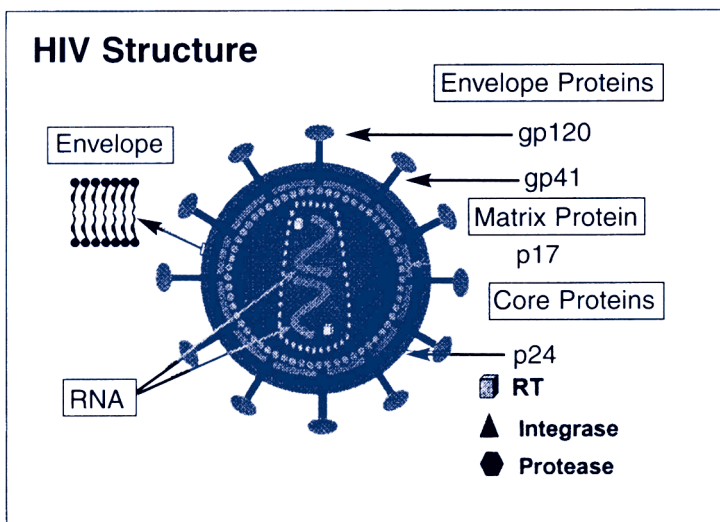 HIV Structure
Envelope Proteins
gp120
Envelope
gp41
Matrix Protein
p17
Core Proteins
p24
RNA
RT
Integrase
Protease